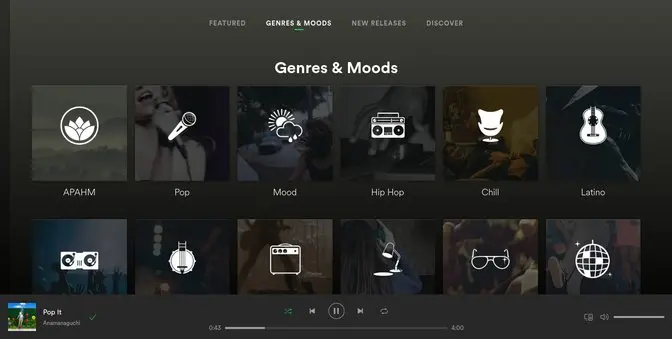 FEATURED GENRES & MOODS NEW RELEASES DISCOVER
Genres & Moods
APAHM Pop Mood Hip Hop Chill Latino
Pop It
Anamanaguchi
0:43 4:00